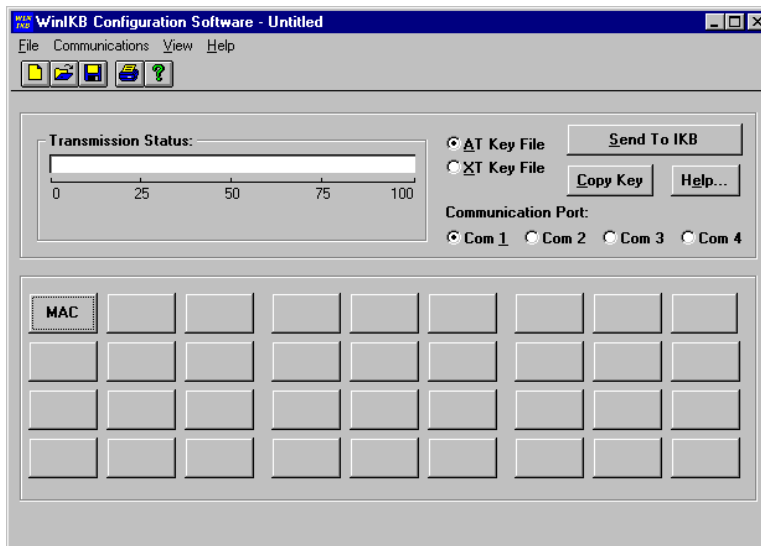 WIN IKB WinIKB Configuration Software - Untitled
File Communications View Help
Transmission Status:
0 25 50 75 100
AT Key File
XT Key File
Send To IKB
Copy Key Help...
Communication Port:
Com 1 Com 2 Com 3 Com 4
MAC